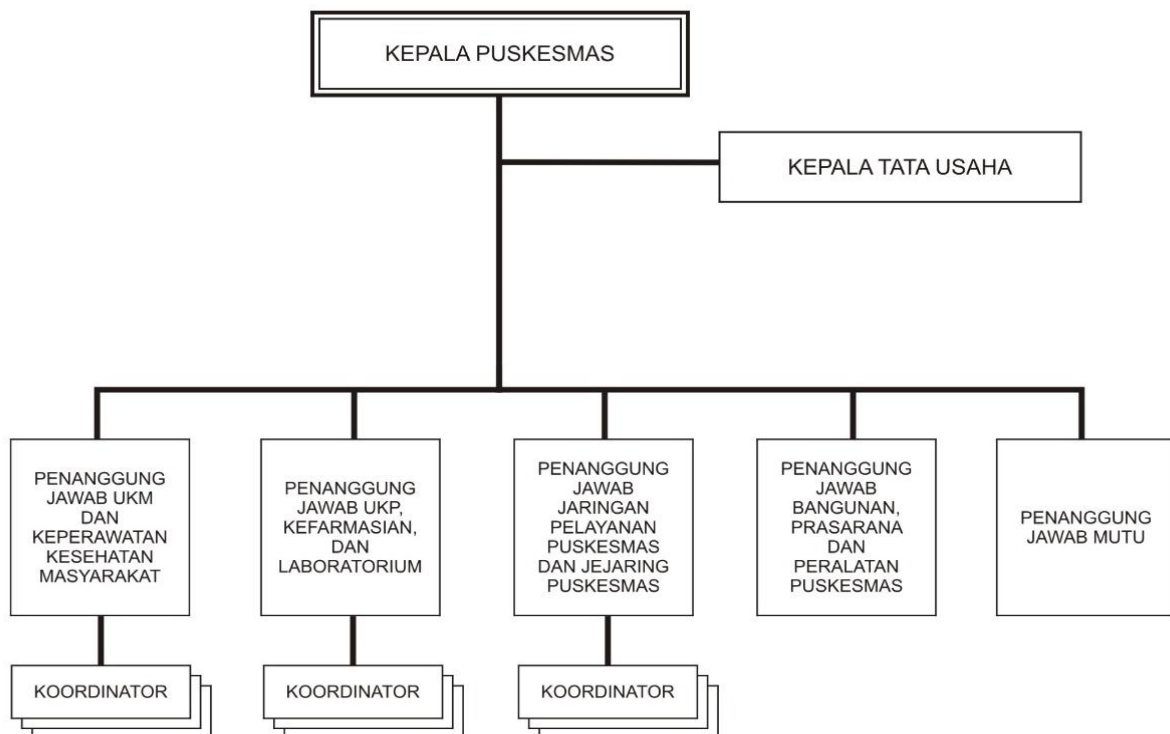 KEPALA PUSKESMAS
KEPALA TATA USAHA
PENANGGUNG
JAWAB UKM
DAN
KEPERAWATAN
KESEHATAN
MASYARAKAT
PENANGGUNG
JAWAB UKP,
KEFARMASIAN,
DAN
LABORATORIUM
PENANGGUNG
JAWAB
JARINGAN
PELAYANAN
PUSKESMAS
DAN JEJARING
PUSKESMAS
PENANGGUNG
JAWAB
BANGUNAN,
PRASARANA
DAN
PERALATAN
PUSKESMAS
PENANGGUNG
JAWAB MUTU
KOORDINATOR
KOORDINATOR
KOORDINATOR